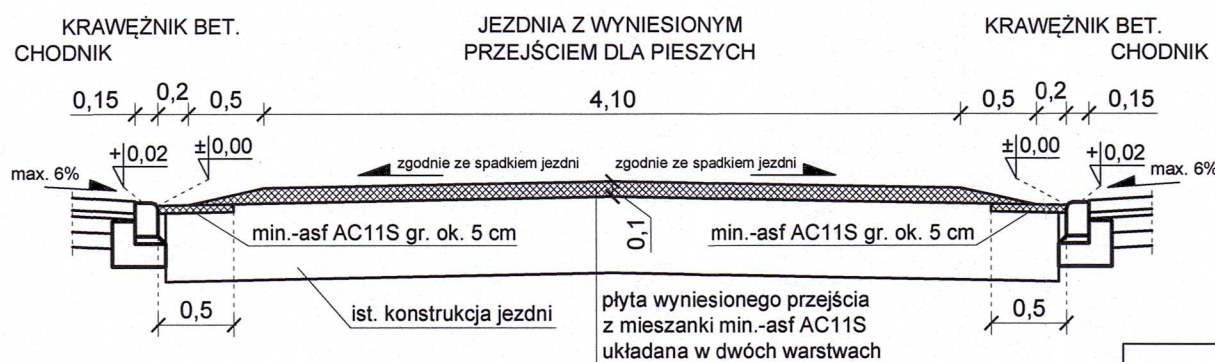 KRAWĘŻNIK BET.
CHODNIK
JEZDNIA Z WYNIESIONYM
PRZEJŚCIEM DLA PIESZYCH
KRAWĘŻNIK BET.
CHODNIK
0,15 0,2 0,5 4,10 0,5 0,2 0,15
max. 6% +0,02 ±0,00 zgodnie ze spadkiem jezdni zgodnie ze spadkiem jezdni ±0,00 +0,02 max. 6%
min.-asf AC11S gr. ok. 5 cm 0,1 min.-asf AC11S gr. ok. 5 cm
0,5 ist. konstrukcja jezdni 0,5
płyta wyniesionego przejścia
z mieszanki min.-asf AC11S
układana w dwóch warstwach